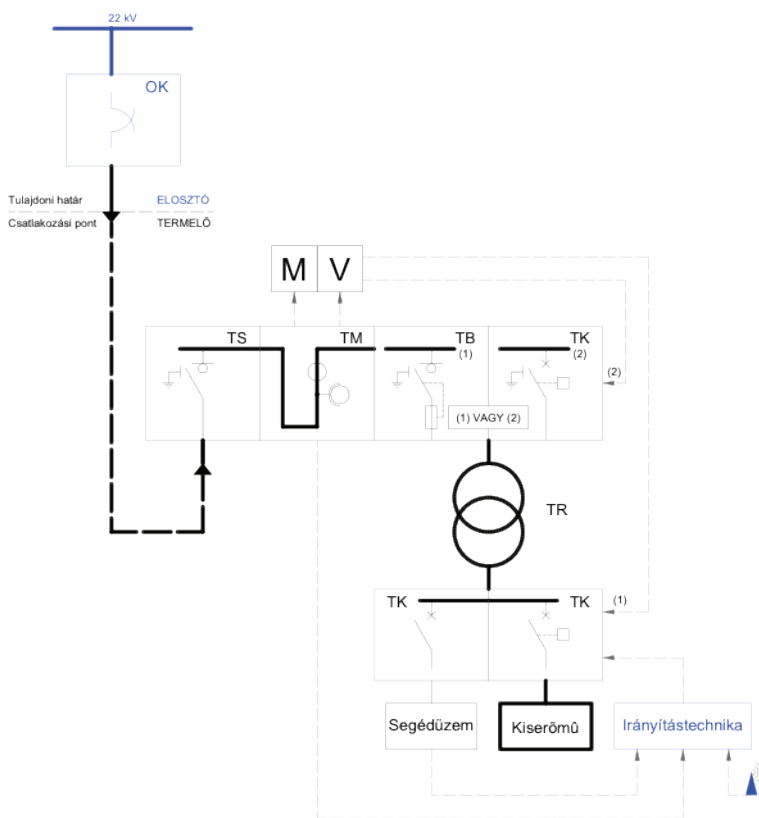 22 kV
OK
Tulajdoni határ
ELOSZTÓ
Csatlakozási pont
TERMELŐ
M
V
TS
TM
TB
(1)
TK
(2)
(2)
(1) VAGY (2)
TR
TK
TK
(1)
Segédüzem
Kiserõmû
Irányítástechnika